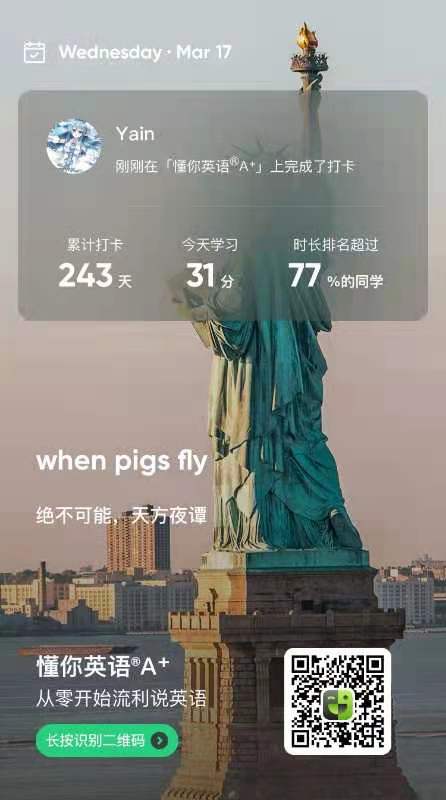 Wednesday · Mar 17
Yain
刚刚在「懂你英语®A⁺」上完成了打卡
累计打卡 今天学习 时长排名超过
243 天 31 分 77 %的同学
when pigs fly
绝不可能，天方夜谭
懂你英语®A⁺
从零开始流利说英语
长按识别二维码